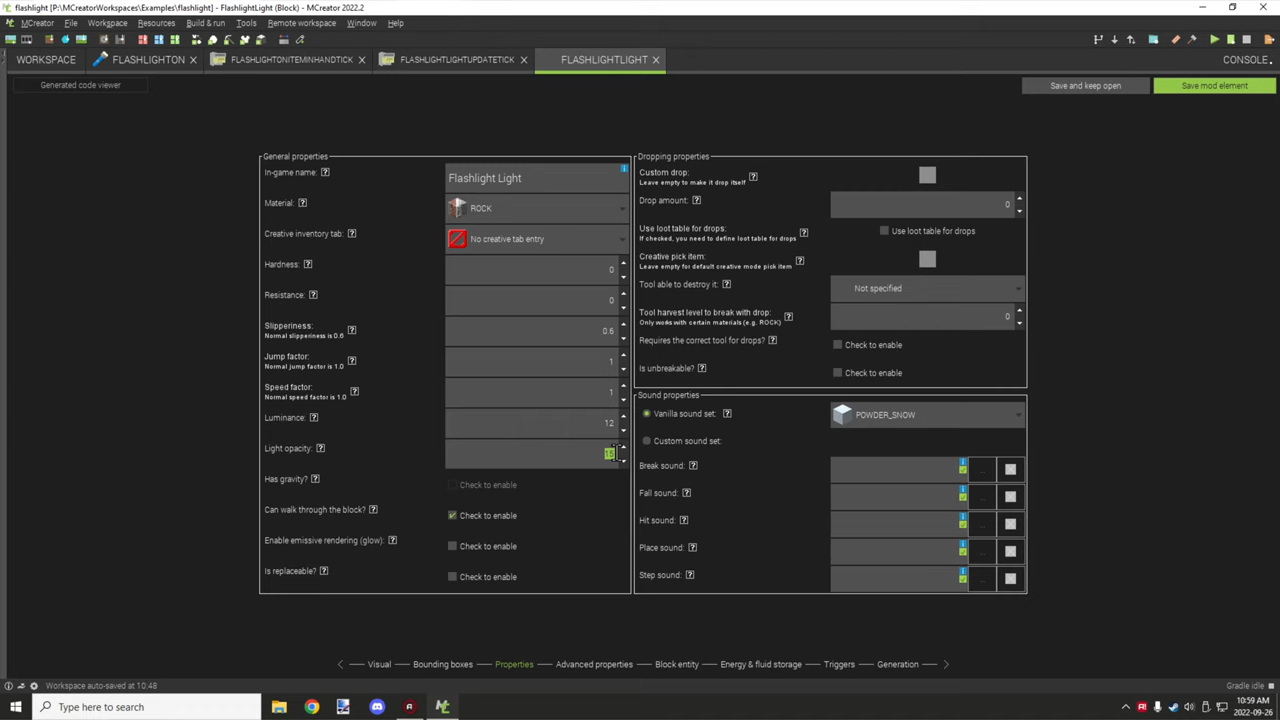 flashlight [P:\MCreatorWorkspaces\Examples\flashlight] - FlashlightLight (Block) - MCreator 2022.2
MCreator File Workspace Resources Build & run Tools Remote workspace Window Help
WORKSPACE FLASHLIGHTON FLASHLIGHTONITEMINHANDTICK FLASHLIGHTLIGHTUPDATETICK FLASHLIGHTLIGHT CONSOLE
Generated code viewer Save and keep open Save mod element
General properties
In-game name: ? Flashlight Light
Material: ? ROCK
Creative inventory tab: ? No creative tab entry
Hardness: ? 0
Resistance: ? 0
Slipperiness: ? 0.6
Normal slipperiness is 0.6
Jump factor: ? 1
Normal jump factor is 1.0
Speed factor: ? 1
Normal speed factor is 1.0
Luminance: ? 12
Light opacity: ? 15
Has gravity? ? Check to enable
Can walk through the block? ? Check to enable
Enable emissive rendering (glow): ? Check to enable
Is replaceable? ? Check to enable
Dropping properties
Custom drop: ?
Leave empty to make it drop itself
Drop amount: ? 0
Use loot table for drops: ? Use loot table for drops
If checked, you need to define loot table for drops
Creative pick item: ?
Leave empty for default creative mode pick item
Tool able to destroy it: ? Not specified
Tool harvest level to break with drop: ? 0
Only works with certain materials (e.g. ROCK)
Requires the correct tool for drops? ? Check to enable
Is unbreakable? ? Check to enable
Sound properties
Vanilla sound set: ? POWDER_SNOW
Custom sound set:
Break sound: ? ...
Fall sound: ? ...
Hit sound: ? ...
Place sound: ? ...
Step sound: ? ...
Visual Bounding boxes Properties Advanced properties Block entity Energy & fluid storage Triggers Generation
Workspace auto-saved at 10:48 Gradle idle
Type here to search
10:59 AM
2022-09-26